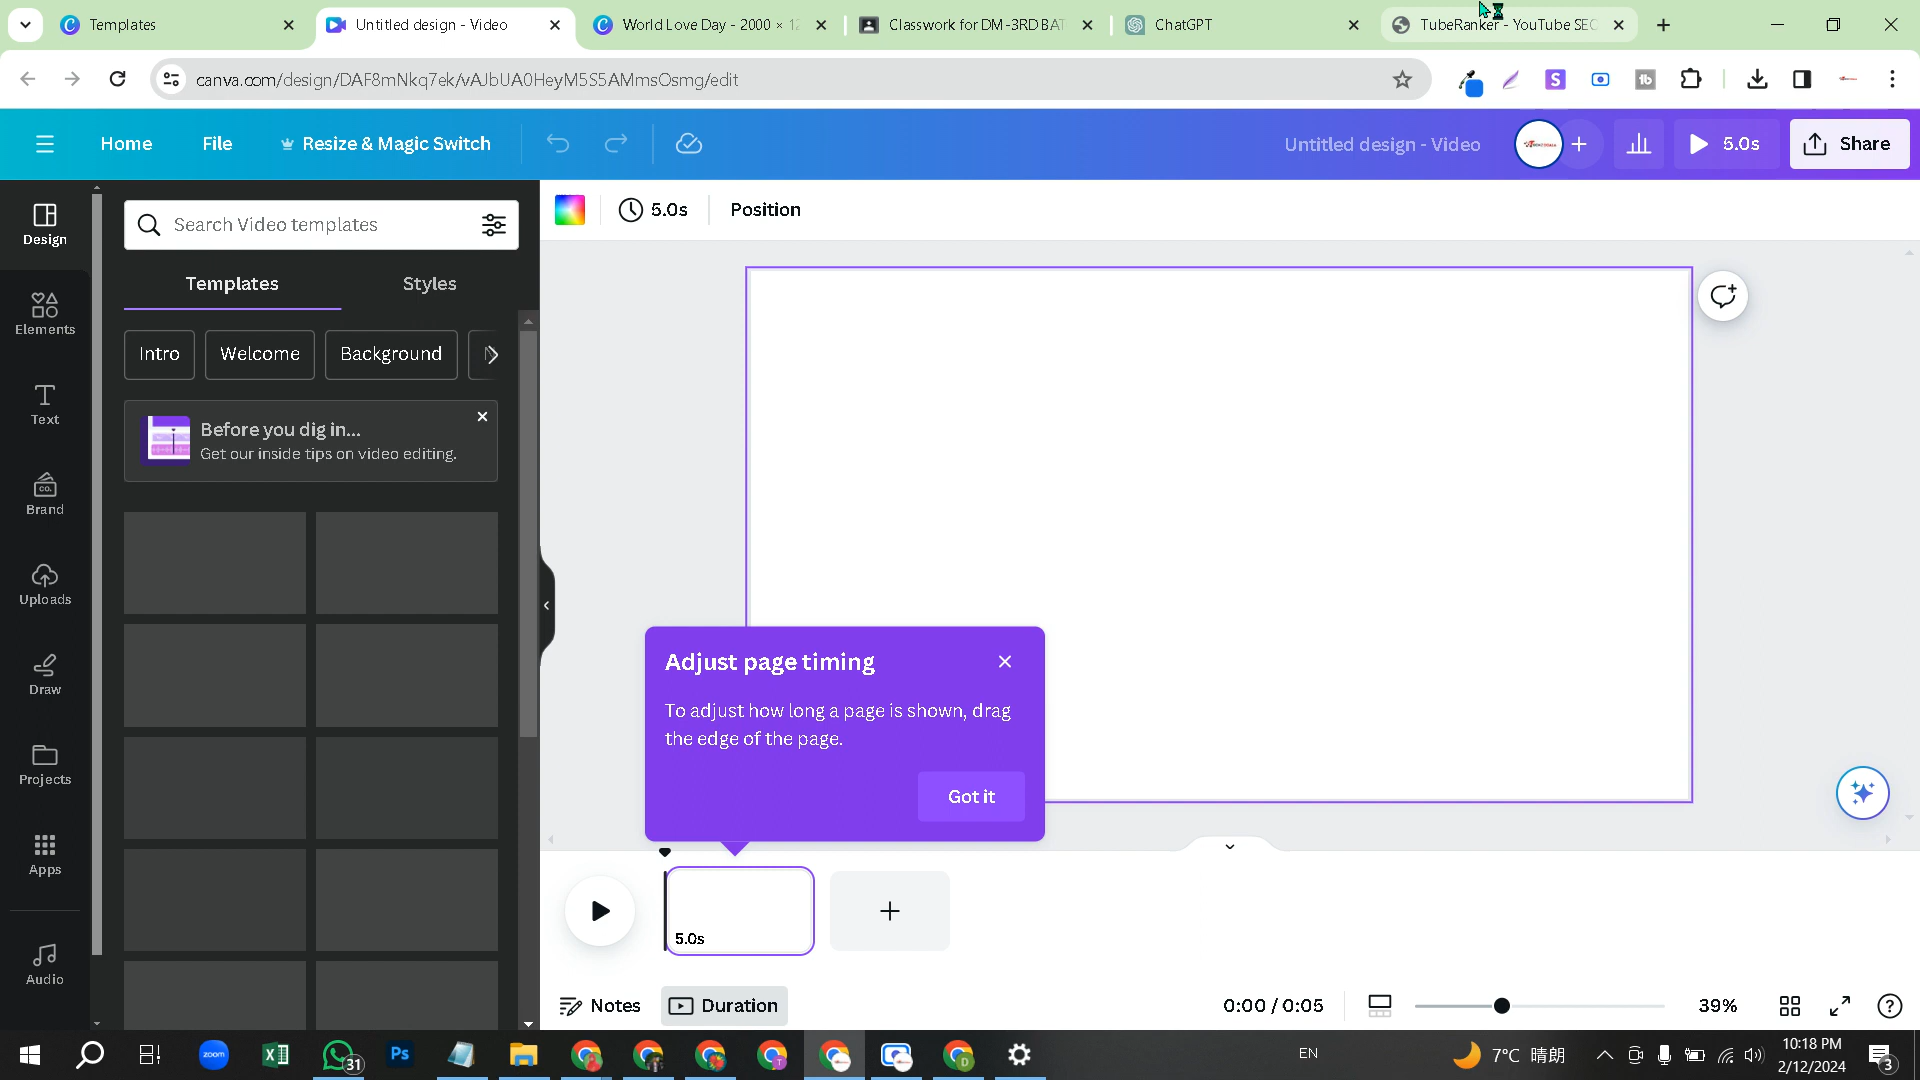 Templates
Untitled design - Video
World Love Day - 2000 × 12
Classwork for DM-3RD BAT
ChatGPT
TubeRanker - YouTube SEO
canva.com/design/DAF8mNkq7ek/vAJbUA0HeyM5S5AMmsOsmg/edit
Home
File
Resize & Magic Switch
Untitled design - Video
5.0s
Share
Design
Elements
Text
Brand
Uploads
Draw
Projects
Apps
Audio
Search Video templates
Templates
Styles
Intro
Welcome
Background
Before you dig in...
Get our inside tips on video editing.
5.0s
Position
Adjust page timing
To adjust how long a page is shown, drag
the edge of the page.
Got it
5.0s
Notes
Duration
0:00 / 0:05
39%
zoom
31
Ps
EN
7°C 晴朗
10:18 PM
2/12/2024
3